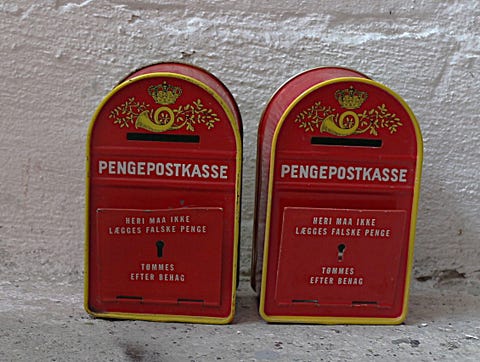 PENGEPOSTKASSE
HERI MAA IKKE
LÆGGES FALSKE PENGE
TØMMES
EFTER BEHAG
PENGEPOSTKASSE
HERI MAA IKKE
LÆGGES FALSKE PENGE
TØMMES
EFTER BEHAG